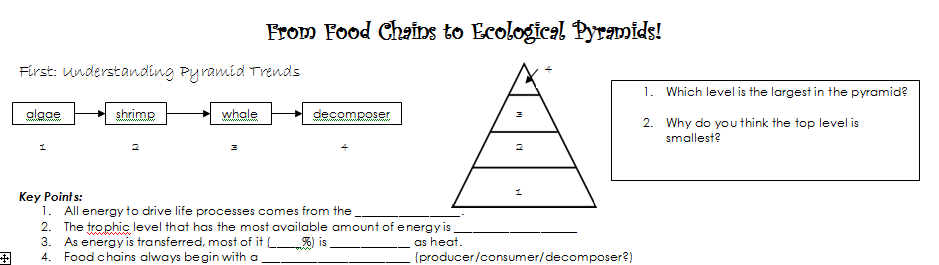 From Food Chains to Ecological Pyramids!
First: Understanding Pyramid Trends
algae shrimp whale decomposer
1 2 3 4
4
3
2
1
1. Which level is the largest in the pyramid?
2. Why do you think the top level is
smallest?
Key Points:
1. All energy to drive life processes comes from the _______________.
2. The trophic level that has the most available amount of energy is _________________
3. As energy is transferred, most of it (____%) is ___________ as heat.
4. Food chains always begin with a ____________________ (producer/consumer/decomposer?)